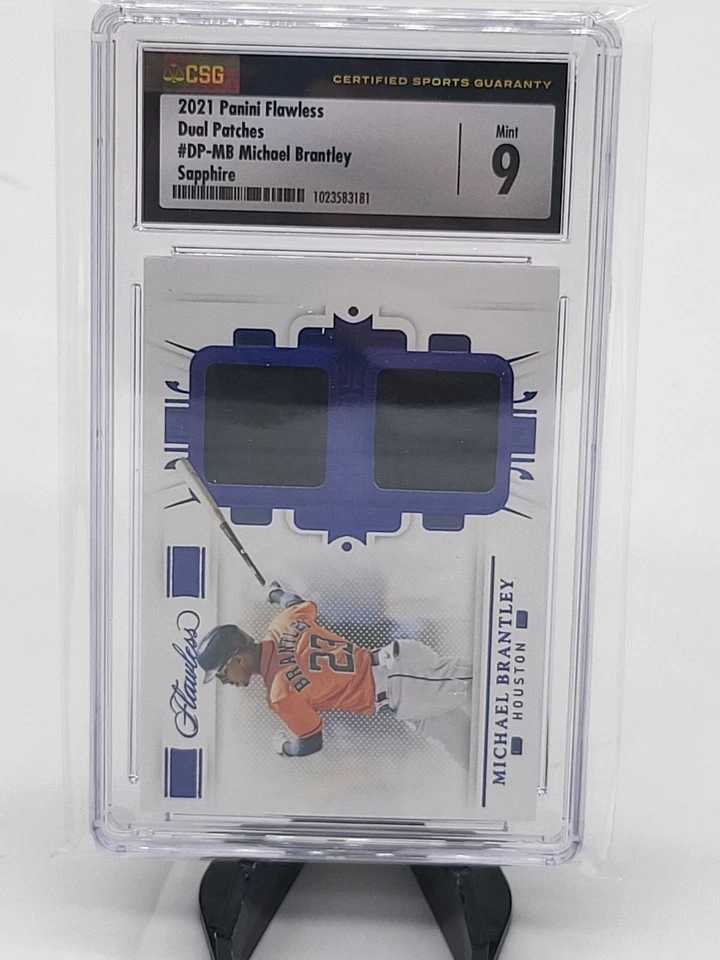 CSG
CERTIFIED SPORTS GUARANTY
2021 Panini Flawless
Dual Patches
#DP-MB Michael Brantley
Sapphire
1023583181
Mint
9
Flawless
BRANTLEY
23
MICHAEL BRANTLEY
HOUSTON